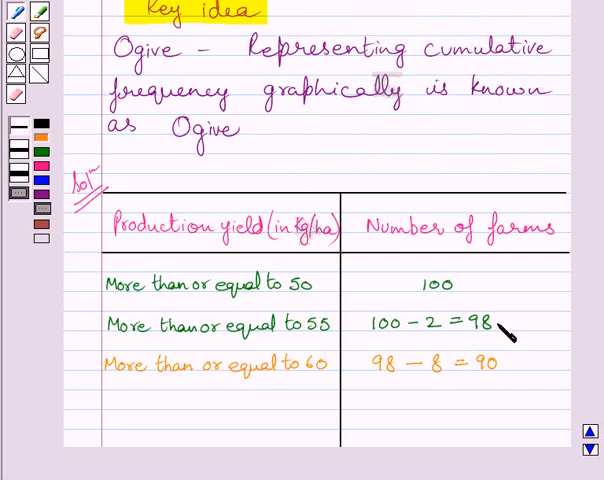 Key idea
Ogive - Representing cumulative
frequency graphically is known
as Ogive
Solⁿ
Production yield (in Kg/ha) Number of farms
More than or equal to 50 100
More than or equal to 55 100 - 2 = 98
More than or equal to 60 98 - 8 = 90